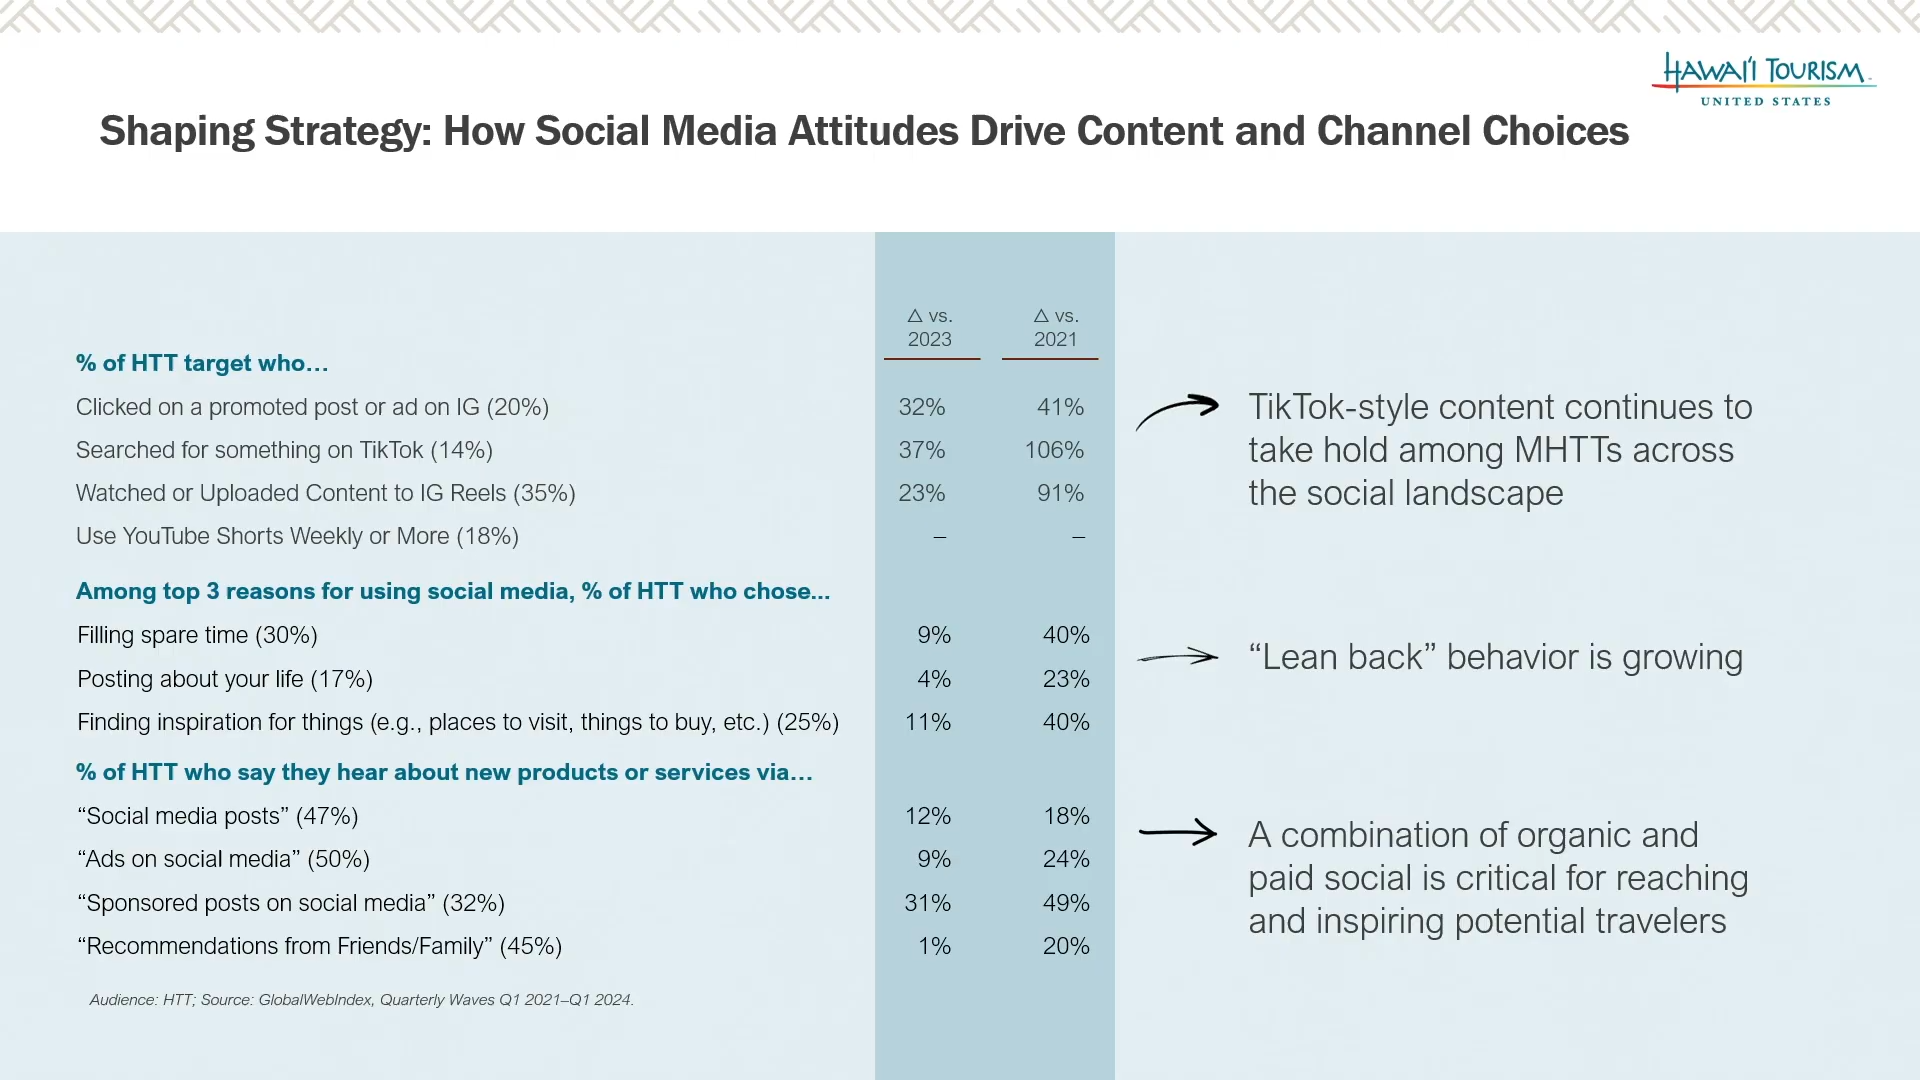 HAWAI‘I TOURISM
UNITED STATES
Shaping Strategy: How Social Media Attitudes Drive Content and Channel Choices
△ vs. 2023 △ vs. 2021
% of HTT target who…
Clicked on a promoted post or ad on IG (20%) 32% 41%
Searched for something on TikTok (14%) 37% 106%
Watched or Uploaded Content to IG Reels (35%) 23% 91%
Use YouTube Shorts Weekly or More (18%) – –
TikTok-style content continues to
take hold among MHTTs across
the social landscape
Among top 3 reasons for using social media, % of HTT who chose...
Filling spare time (30%) 9% 40%
Posting about your life (17%) 4% 23%
Finding inspiration for things (e.g., places to visit, things to buy, etc.) (25%) 11% 40%
“Lean back” behavior is growing
% of HTT who say they hear about new products or services via…
“Social media posts” (47%) 12% 18%
“Ads on social media” (50%) 9% 24%
“Sponsored posts on social media” (32%) 31% 49%
“Recommendations from Friends/Family” (45%) 1% 20%
A combination of organic and
paid social is critical for reaching
and inspiring potential travelers
Audience: HTT; Source: GlobalWebIndex, Quarterly Waves Q1 2021–Q1 2024.